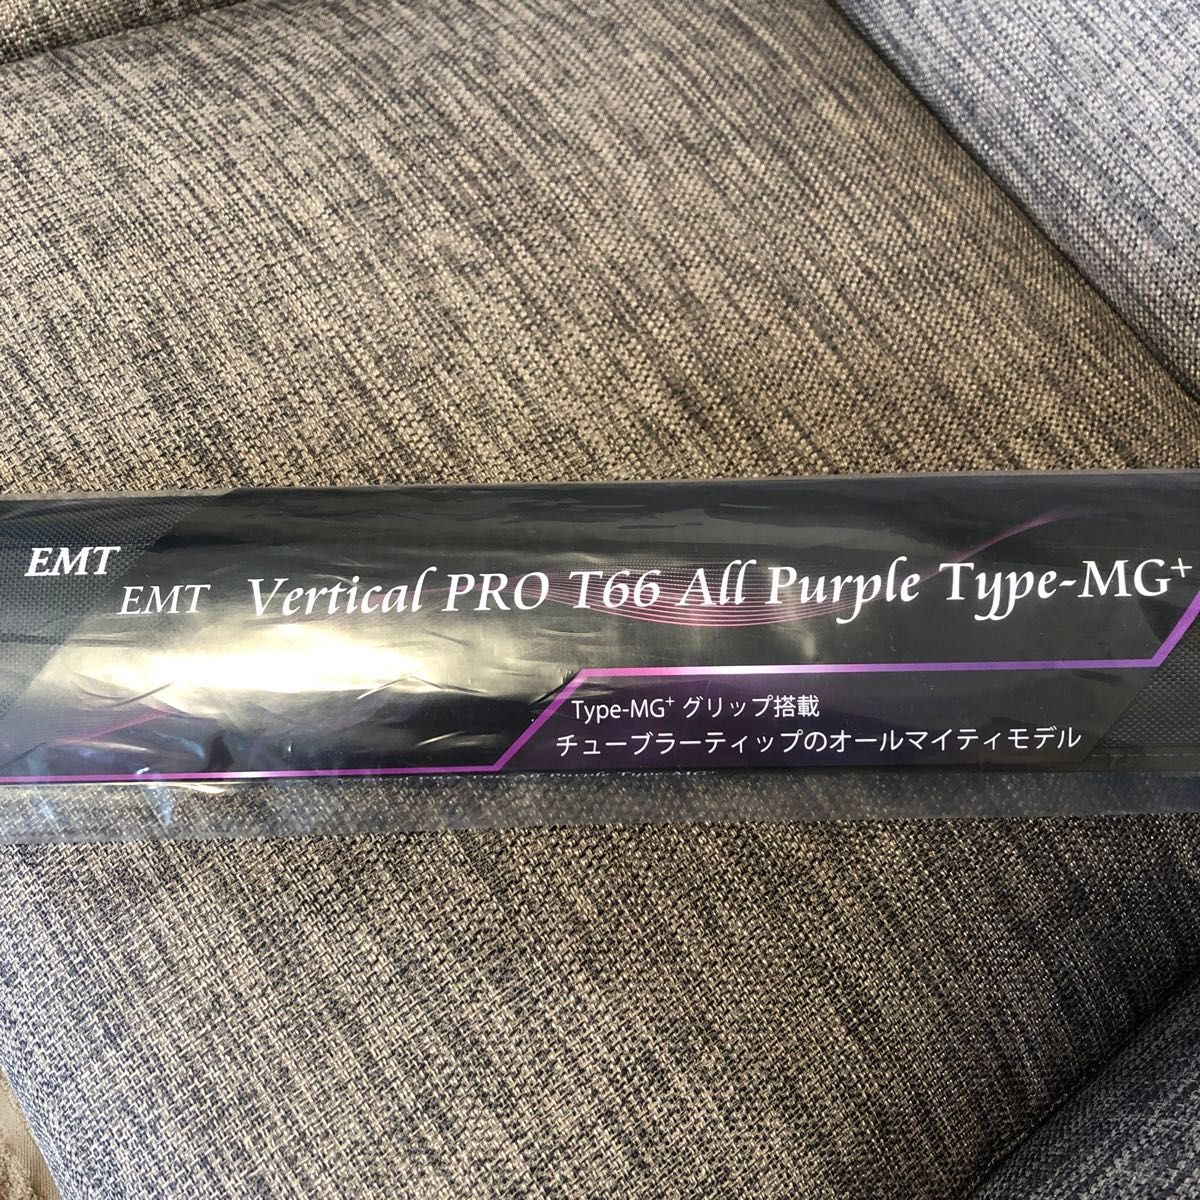 EMT
EMT Vertical PRO T66 All Purple Type-MG⁺
Type-MG⁺ グリップ搭載
チューブラーティップのオールマイティモデル